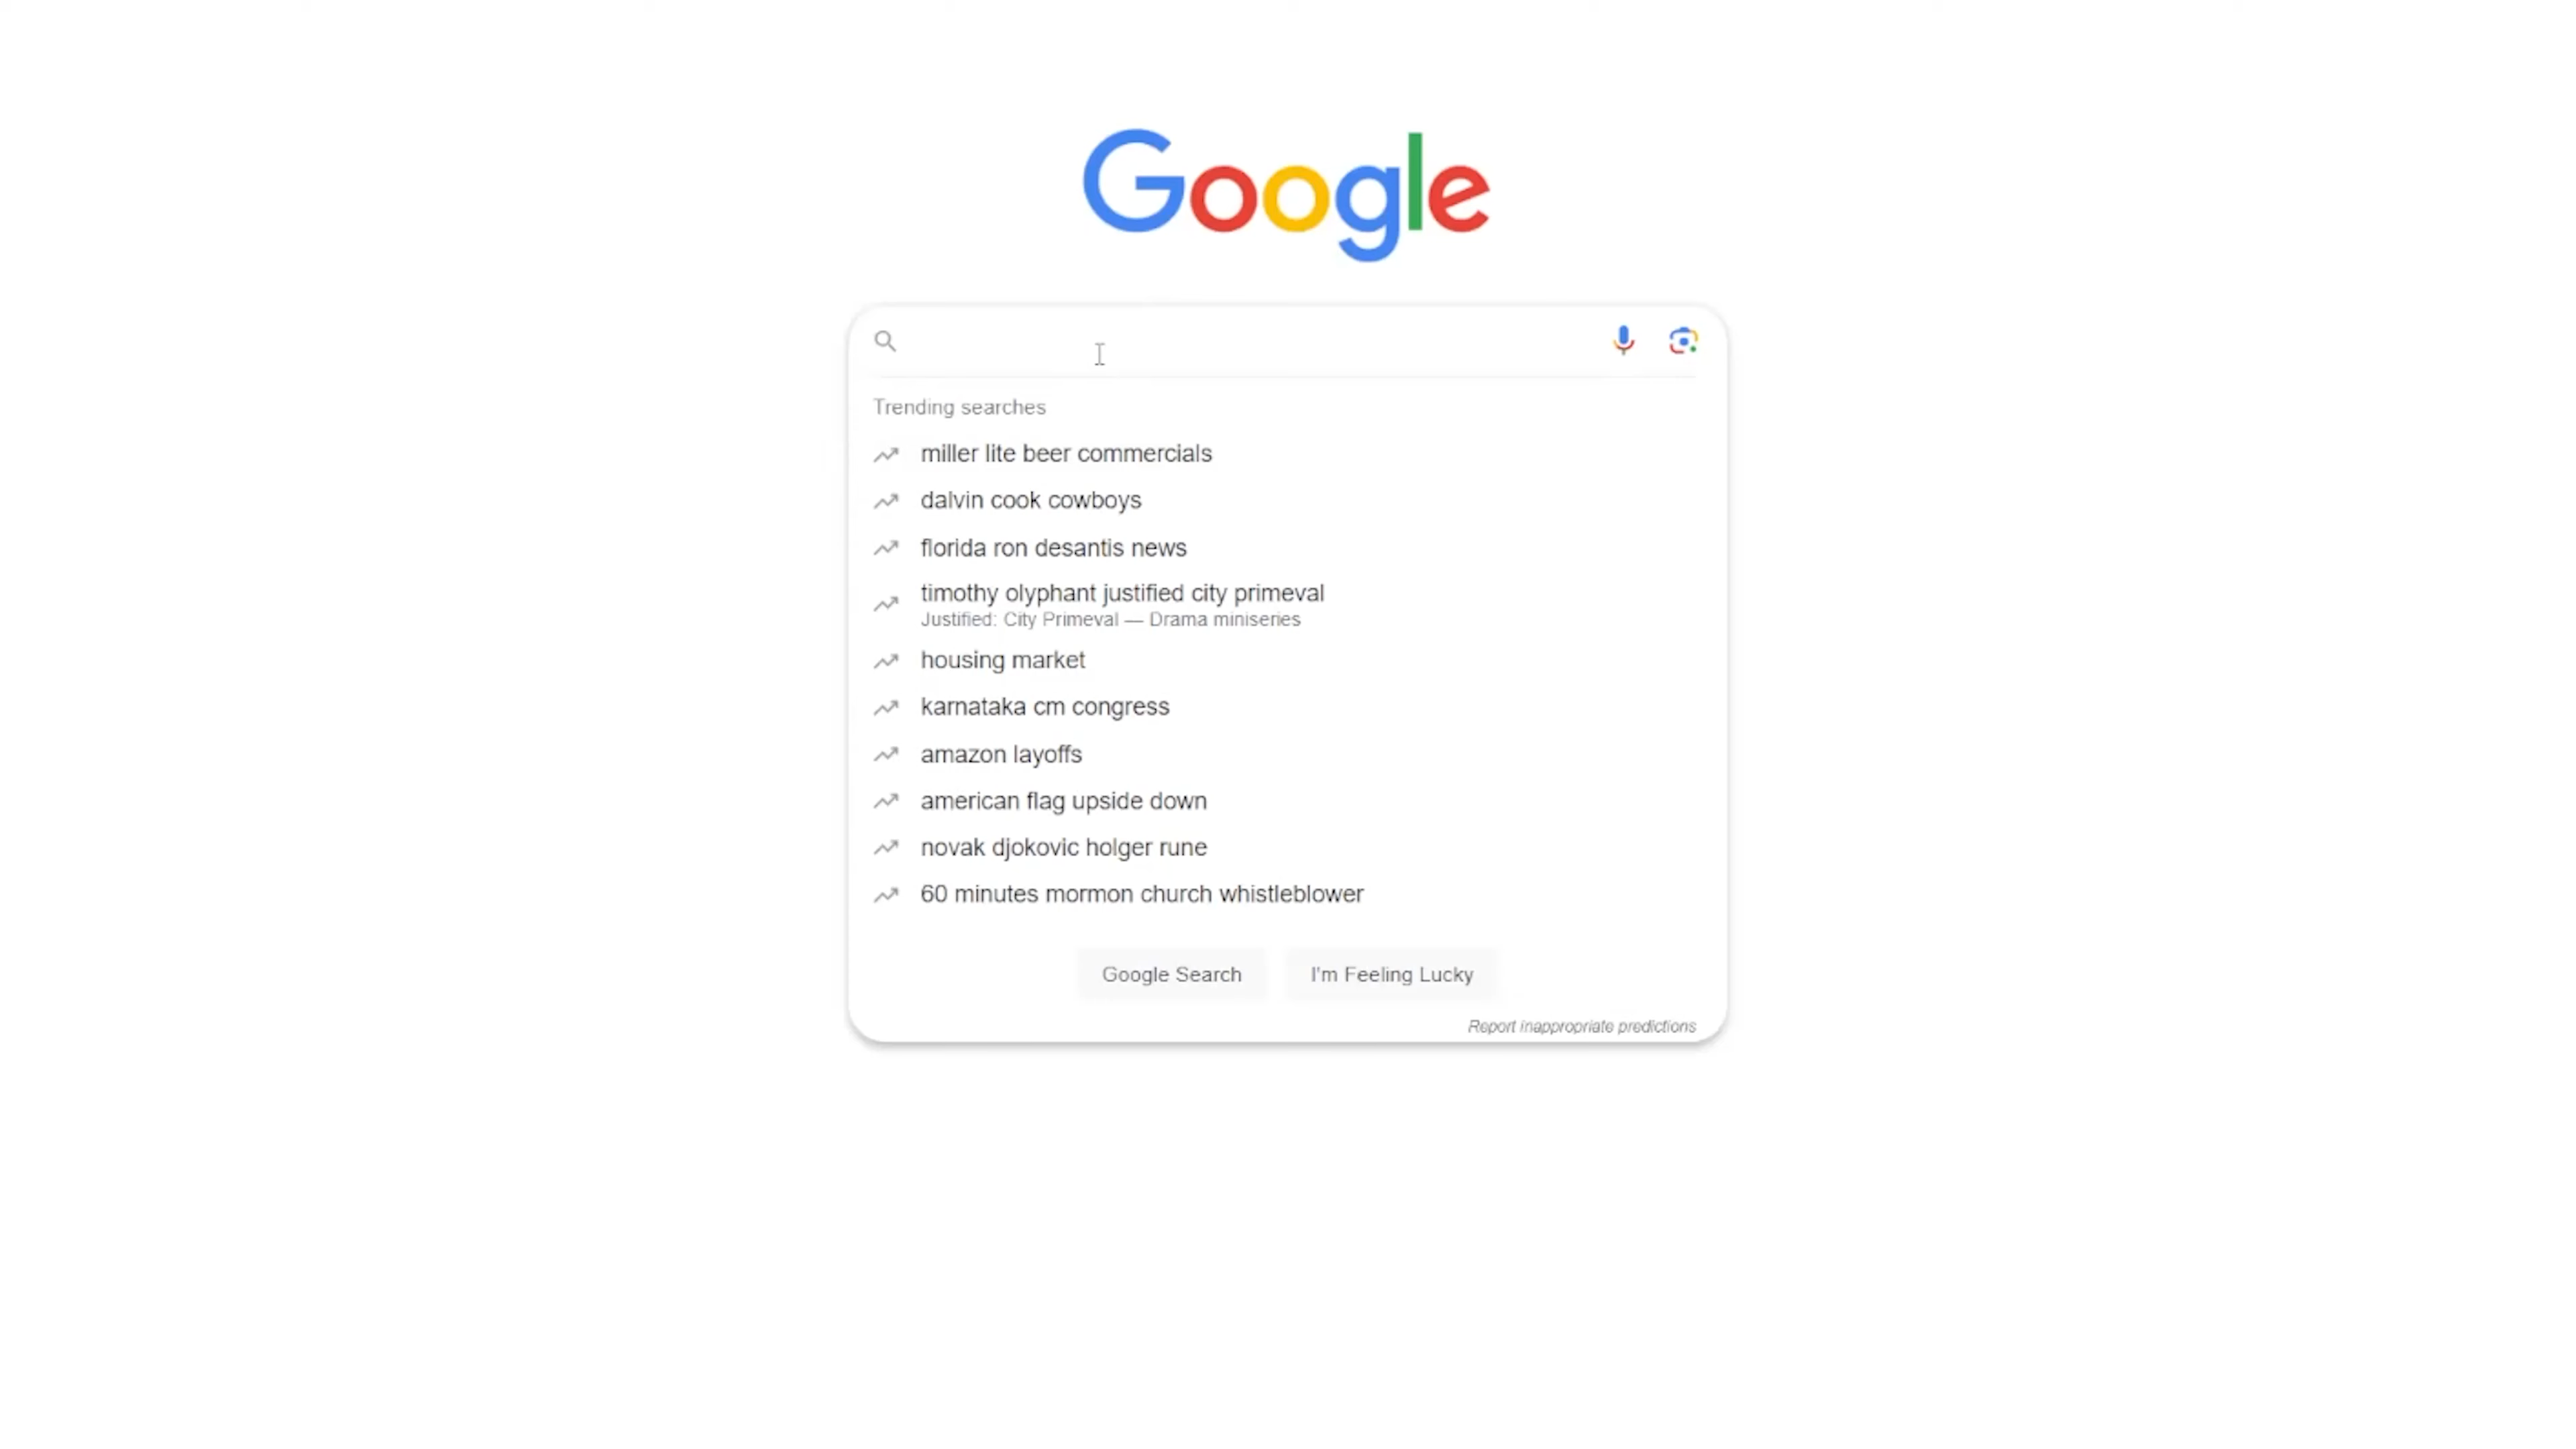 Google
Trending searches
miller lite beer commercials
dalvin cook cowboys
florida ron desantis news
timothy olyphant justified city primeval
Justified: City Primeval — Drama miniseries
housing market
karnataka cm congress
amazon layoffs
american flag upside down
novak djokovic holger rune
60 minutes mormon church whistleblower
Google Search
I'm Feeling Lucky
Report inappropriate predictions